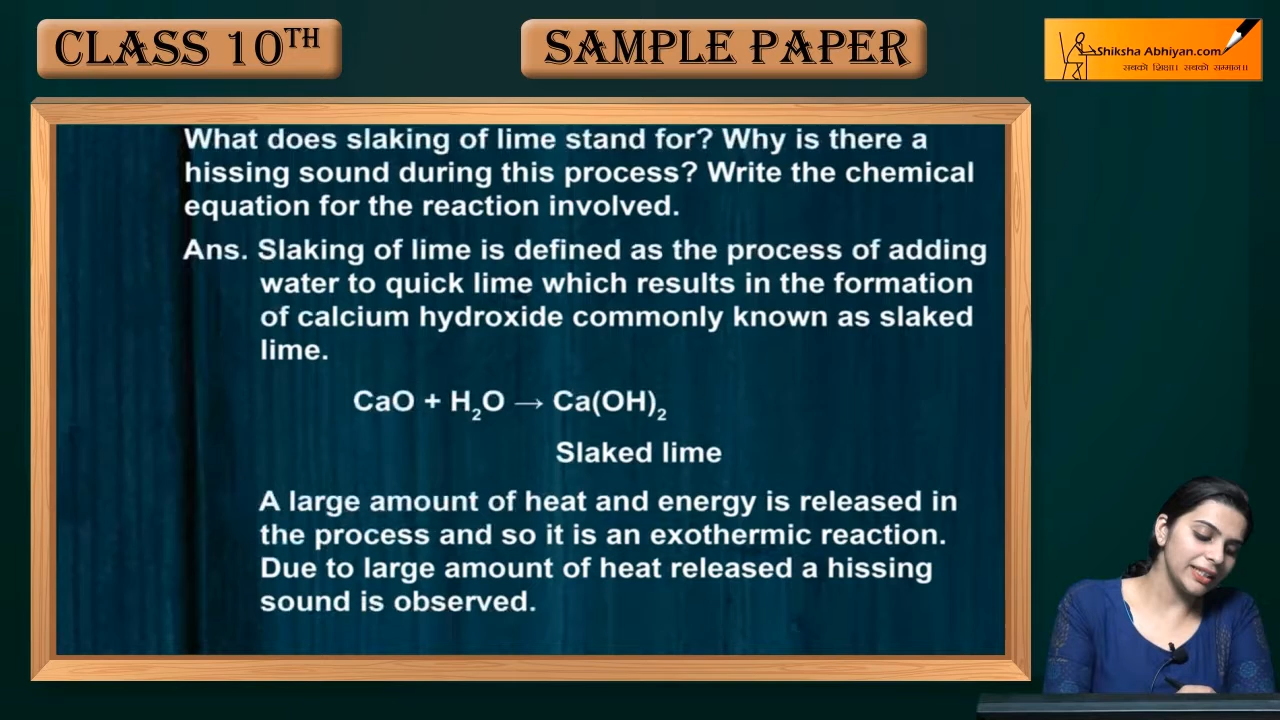 CLASS 10TH
SAMPLE PAPER
Shiksha Abhiyan.com
सबको शिक्षा। सबको सम्मान।।
What does slaking of lime stand for? Why is there a
hissing sound during this process? Write the chemical
equation for the reaction involved.
Ans. Slaking of lime is defined as the process of adding
water to quick lime which results in the formation
of calcium hydroxide commonly known as slaked
lime.
CaO + H₂O → Ca(OH)₂
Slaked lime
A large amount of heat and energy is released in
the process and so it is an exothermic reaction.
Due to large amount of heat released a hissing
sound is observed.